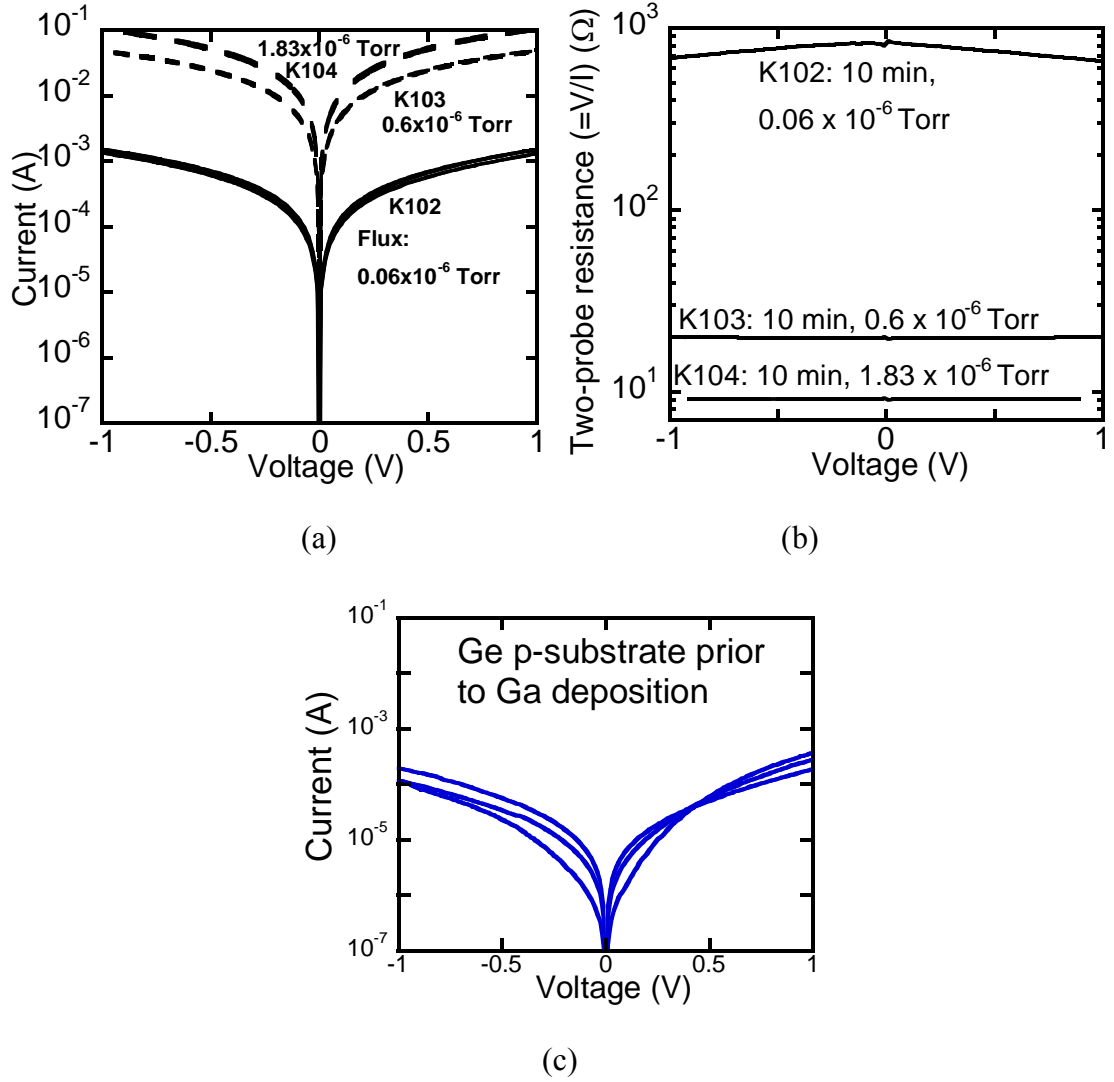 10^-1
10^-2
10^-3
10^-4
10^-5
10^-6
10^-7
Current (A)
1.83x10^-6 Torr
K104
K103
0.6x10^-6 Torr
K102
Flux:
0.06x10^-6 Torr
-1 -0.5 0 0.5 1
Voltage (V)
(a)
Two-probe resistance (=V/I) (Ω)
10^3
10^2
10^1
K102: 10 min,
0.06 x 10^-6 Torr
K103: 10 min, 0.6 x 10^-6 Torr
K104: 10 min, 1.83 x 10^-6 Torr
-1 0 1
Voltage (V)
(b)
10^-1
10^-3
10^-5
10^-7
Current (A)
Ge p-substrate prior
to Ga deposition
-1 -0.5 0 0.5 1
Voltage (V)
(c)